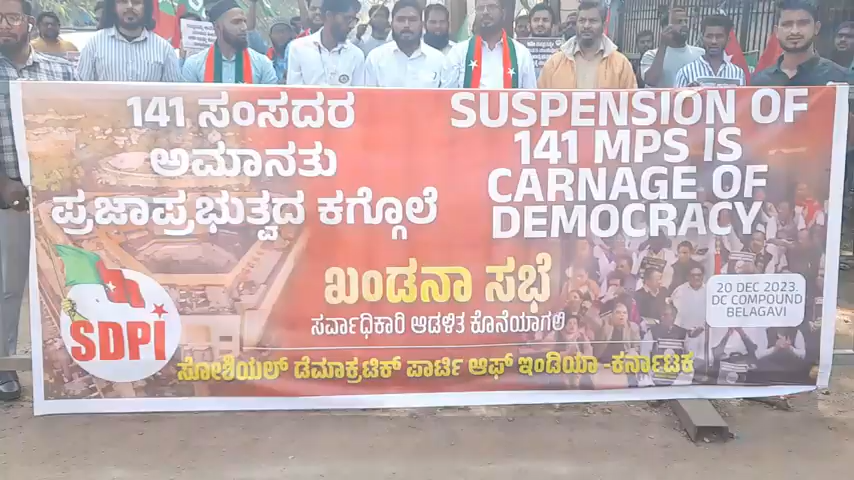 141 ಸಂಸದರ
ಅಮಾನತು
ಪ್ರಜಾಪ್ರಭುತ್ವದ ಕಗ್ಗೊಲೆ
SUSPENSION OF
141 MPS IS
CARNAGE OF
DEMOCRACY
ಖಂಡನಾ ಸಭೆ
ಸರ್ವಾಧಿಕಾರಿ ಆಡಳಿತ ಕೊನೆಯಾಗಲಿ
20 DEC 2023.
DC COMPOUND
BELAGAVI
SDPI
ಸೋಶಿಯಲ್ ಡೆಮಾಕ್ರಟಿಕ್ ಪಾರ್ಟಿ ಆಫ್ ಇಂಡಿಯಾ -ಕರ್ನಾಟಕ